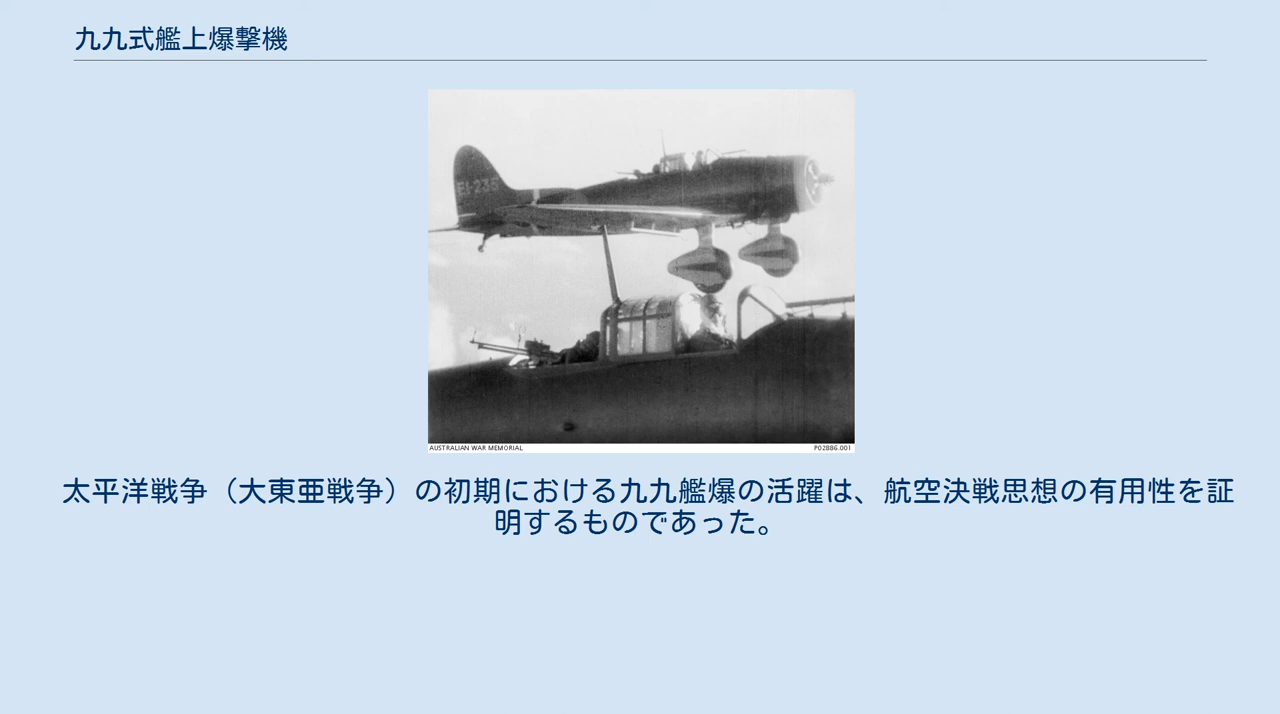 九九式艦上爆撃機
EI-238
AUSTRALIAN WAR MEMORIAL
P02886.001
太平洋戦争（大東亜戦争）の初期における九九艦爆の活躍は、航空決戦思想の有用性を証
明するものであった。